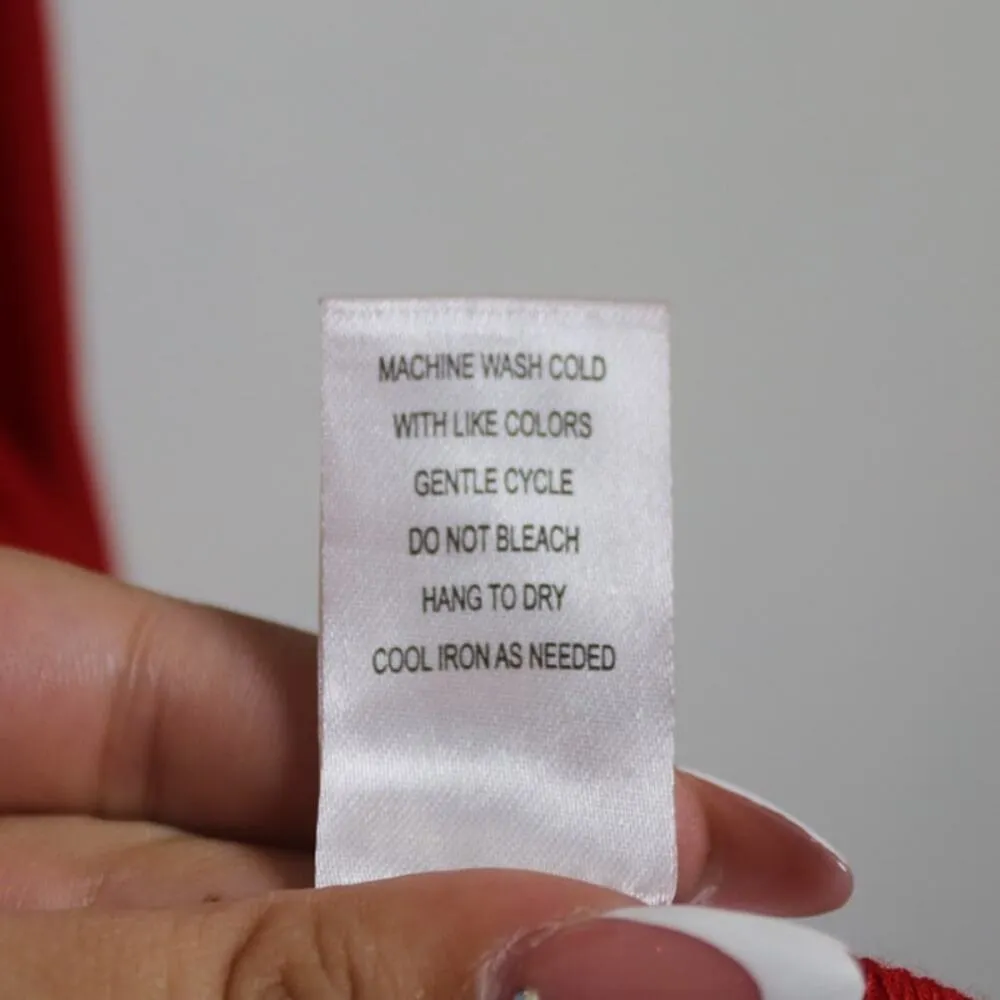 MACHINE WASH COLD
WITH LIKE COLORS
GENTLE CYCLE
DO NOT BLEACH
HANG TO DRY
COOL IRON AS NEEDED